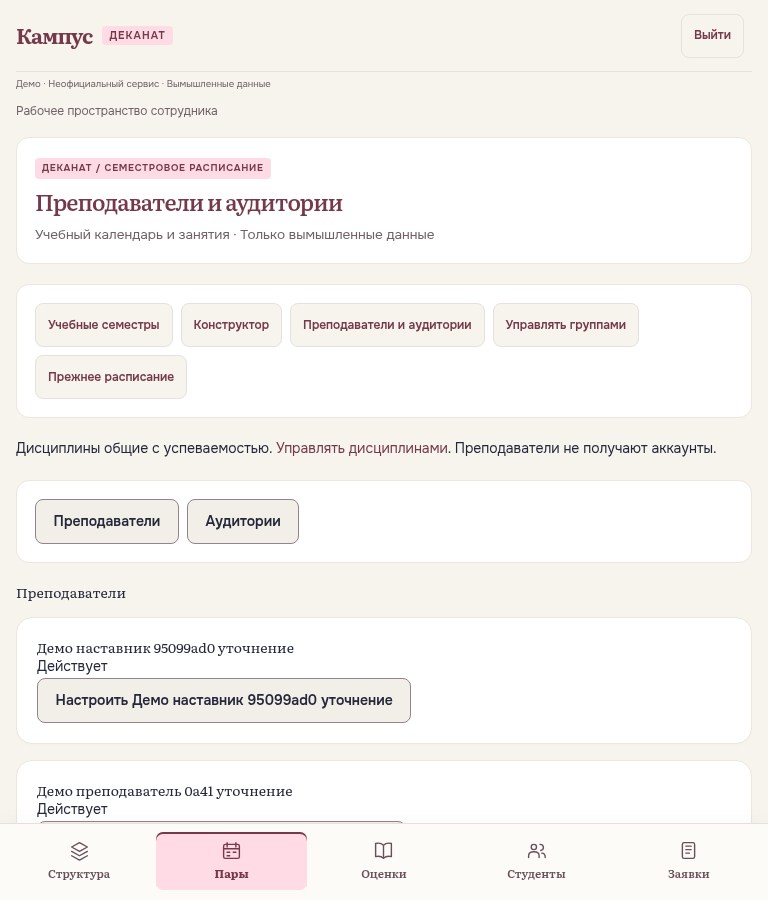 Кампус ДЕКАНАТ Выйти
Демо · Неофициальный сервис · Вымышленные данные
Рабочее пространство сотрудника
ДЕКАНАТ / СЕМЕСТРОВОЕ РАСПИСАНИЕ
Преподаватели и аудитории
Учебный календарь и занятия · Только вымышленные данные
Учебные семестры Конструктор Преподаватели и аудитории Управлять группами
Прежнее расписание
Дисциплины общие с успеваемостью. Управлять дисциплинами. Преподаватели не получают аккаунты.
Преподаватели Аудитории
Преподаватели
Демо наставник 95099ad0 уточнение
Действует
Настроить Демо наставник 95099ad0 уточнение
Демо преподаватель 0a41 уточнение
Действует
Структура Пары Оценки Студенты Заявки